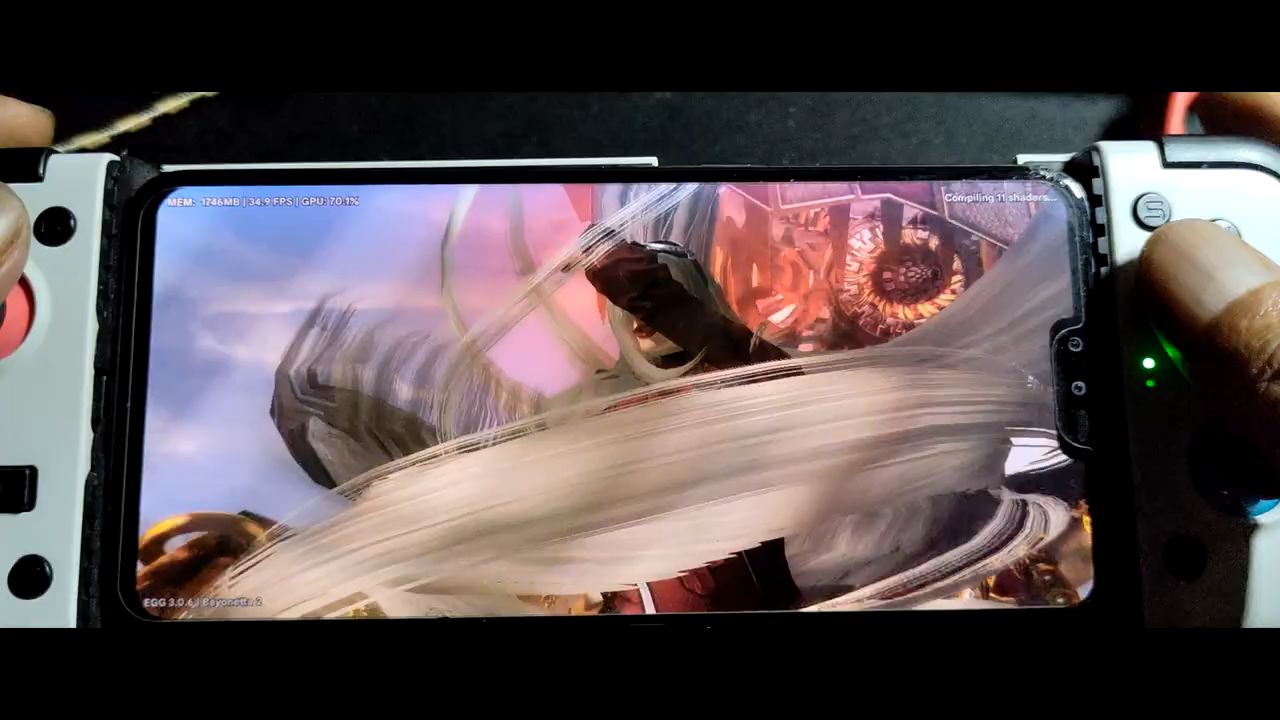 MEM: 1746MB | 34.9 FPS | GPU: 70.1%
Compiling 11 shaders...
S
EGG 3.0.6 | Bayonetta 2